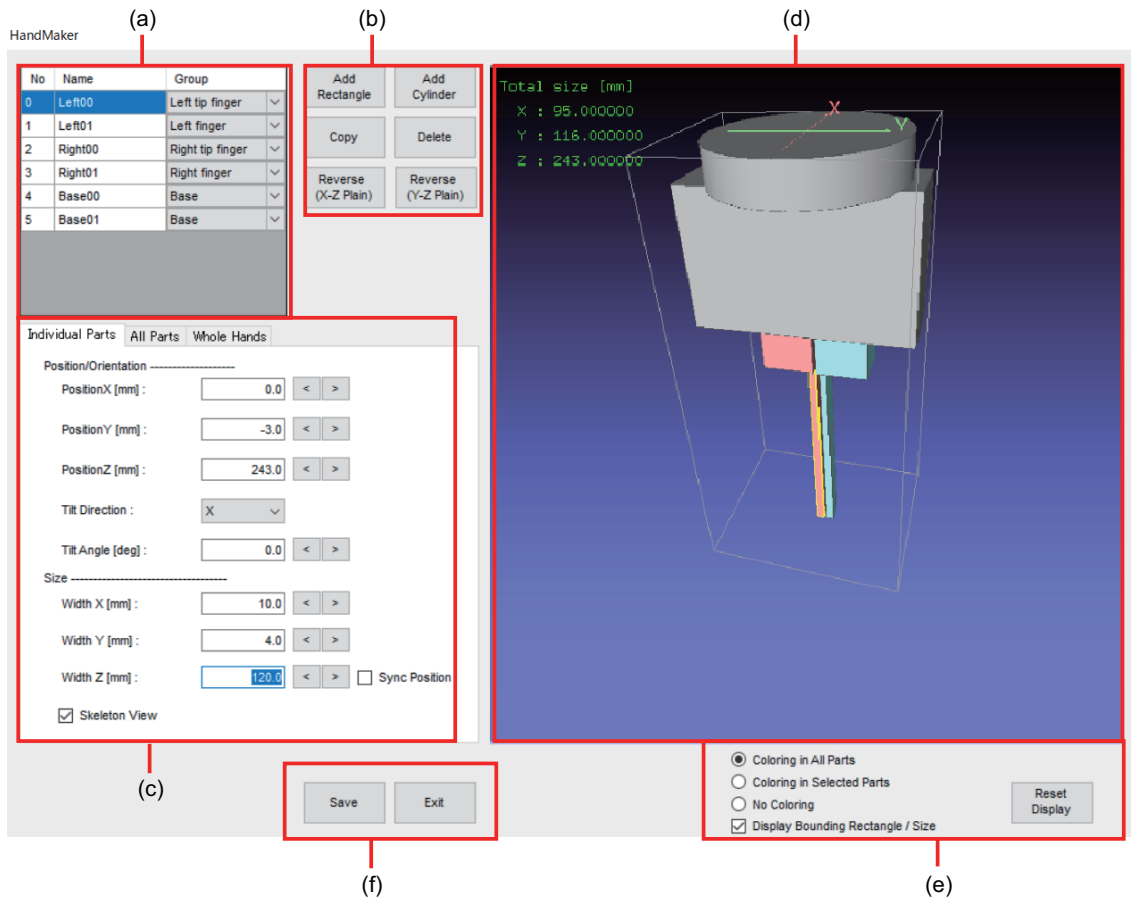 (a)
(b)
(d)
HandMaker
No Name Group
0 Left00 Left tip finger
1 Left01 Left finger
2 Right00 Right tip finger
3 Right01 Right finger
4 Base00 Base
5 Base01 Base
Add
Rectangle
Add
Cylinder
Copy
Delete
Reverse
(X-Z Plain)
Reverse
(Y-Z Plain)
Total size [mm]
X : 95.000000
Y : 116.000000
Z : 243.000000
X
Y
Individual Parts All Parts Whole Hands
Position/Orientation -------------------
PositionX [mm] : 0.0 < >
PositionY [mm] : -3.0 < >
PositionZ [mm] : 243.0 < >
Tilt Direction : X
Tilt Angle [deg] : 0.0 < >
Size -----------------------------------
Width X [mm] : 10.0 < >
Width Y [mm] : 4.0 < >
Width Z [mm] : 120.0 < > Sync Position
Skeleton View
(c)
Save
Exit
(f)
Coloring in All Parts
Coloring in Selected Parts
No Coloring
Display Bounding Rectangle / Size
Reset
Display
(e)